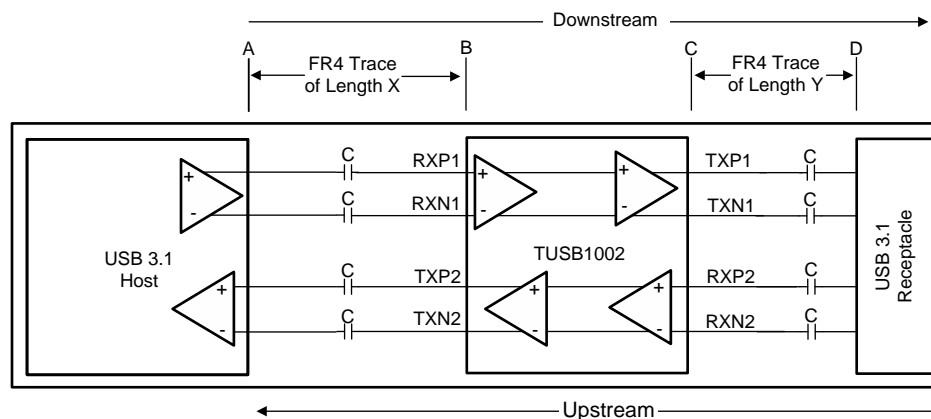 Downstream
A
B
C
D
FR4 Trace
of Length X
FR4 Trace
of Length Y
C
RXP1
TXP1
C
+
+
+
C
RXN1
TXN1
C
-
-
-
USB 3.1
Host
TUSB1002
USB 3.1
Receptacle
C
TXP2
RXP2
C
+
+
+
C
TXN2
RXN2
C
-
-
-
Upstream